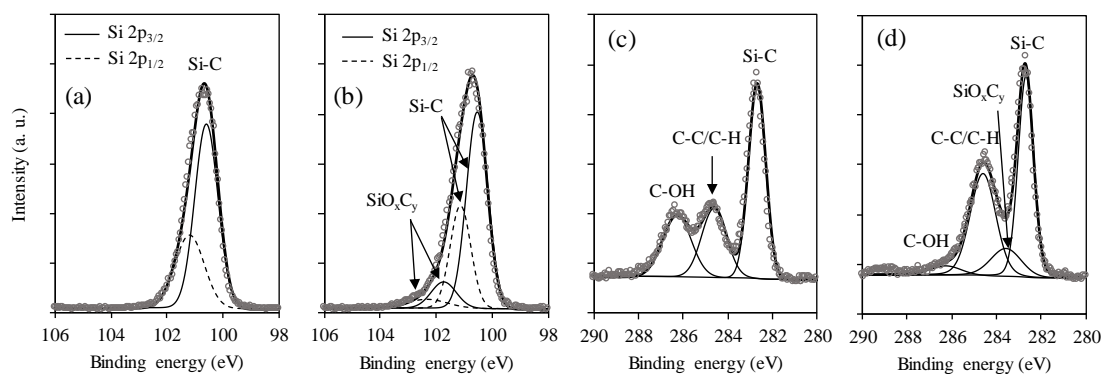 Intensity (a. u.)
Si 2p3/2
Si 2p1/2
Si-C
(a)
106 104 102 100 98
Binding energy (eV)
Si 2p3/2
Si 2p1/2
(b)
Si-C
SiOxCy
106 104 102 100 98
Binding energy (eV)
(c)
Si-C
C-C/C-H
C-OH
290 288 286 284 282 280
Binding energy (eV)
(d)
Si-C
SiOxCy
C-C/C-H
C-OH
290 288 286 284 282 280
Binding energy (eV)